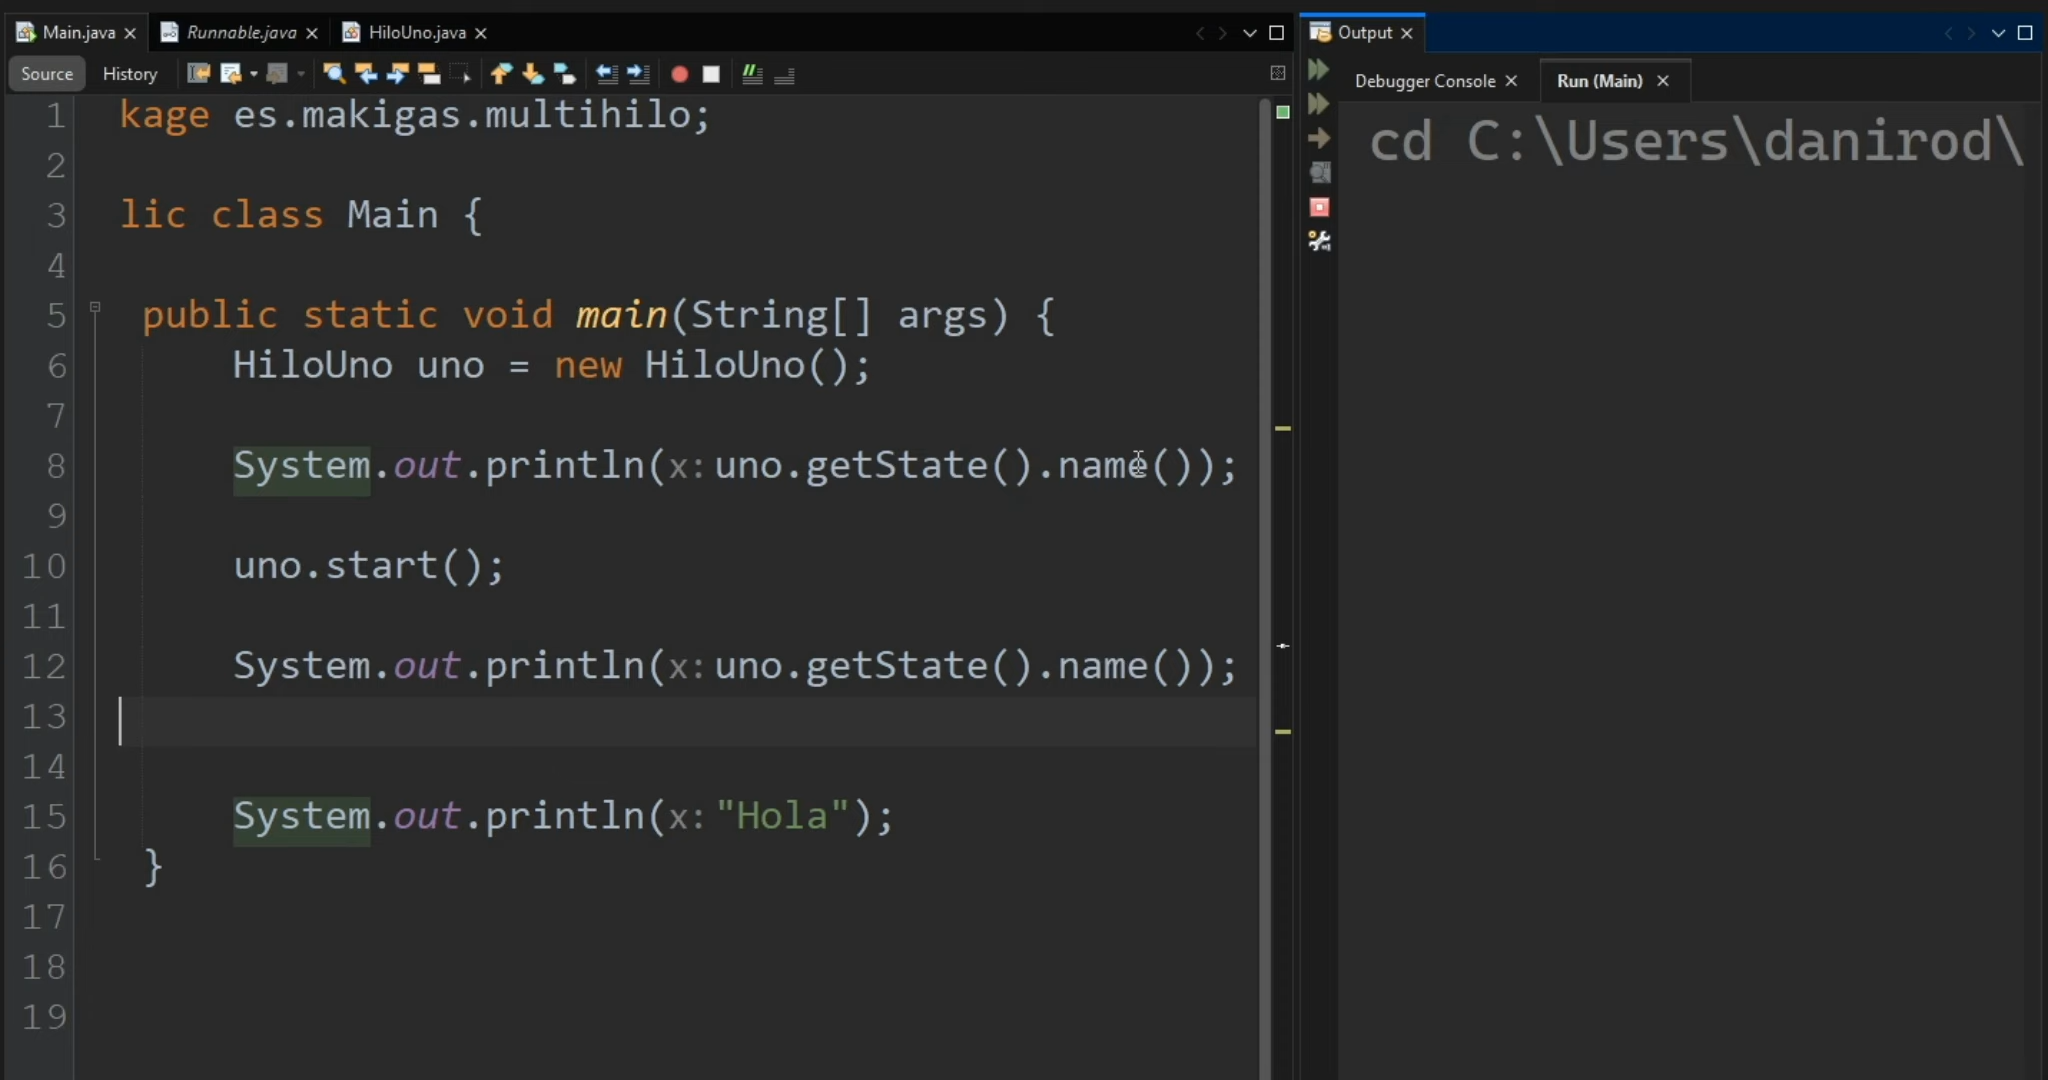 Main.java Runnable.java HiloUno.java
Output
Source History
Debugger Console Run (Main)
1 kage es.makigas.multihilo;
2
3 lic class Main {
4
5 public static void main(String[] args) {
6 HiloUno uno = new HiloUno();
7
8 System.out.println(x: uno.getState().name());
9
10 uno.start();
11
12 System.out.println(x: uno.getState().name());
13
14
15 System.out.println(x: "Hola");
16 }
17
18
19
cd C:\Users\danirod\